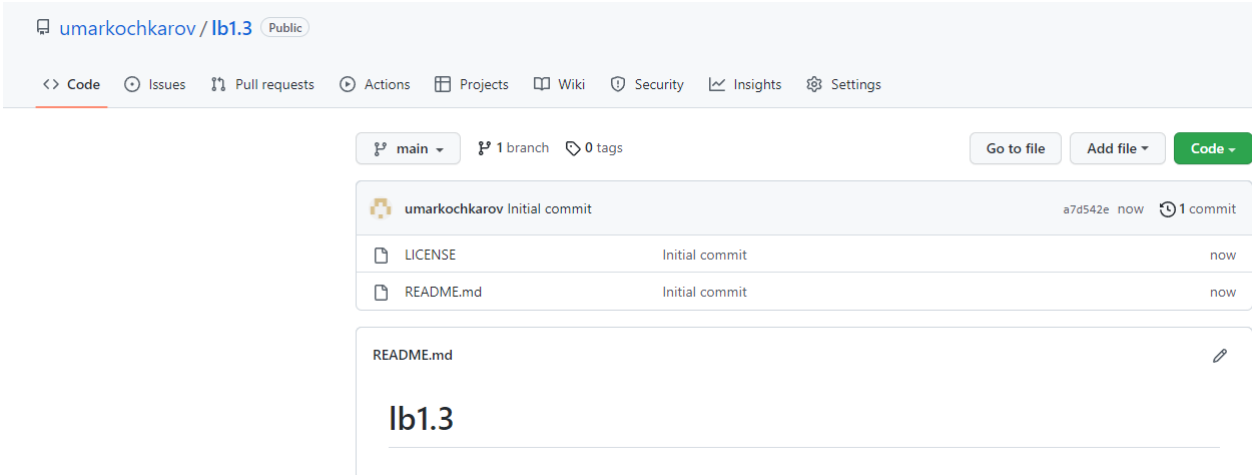 umarkochkarov / lb1.3 Public
Code Issues Pull requests Actions Projects Wiki Security Insights Settings
main 1 branch 0 tags Go to file Add file Code
umarkochkarov Initial commit a7d542e now 1 commit
LICENSE Initial commit now
README.md Initial commit now
README.md
lb1.3